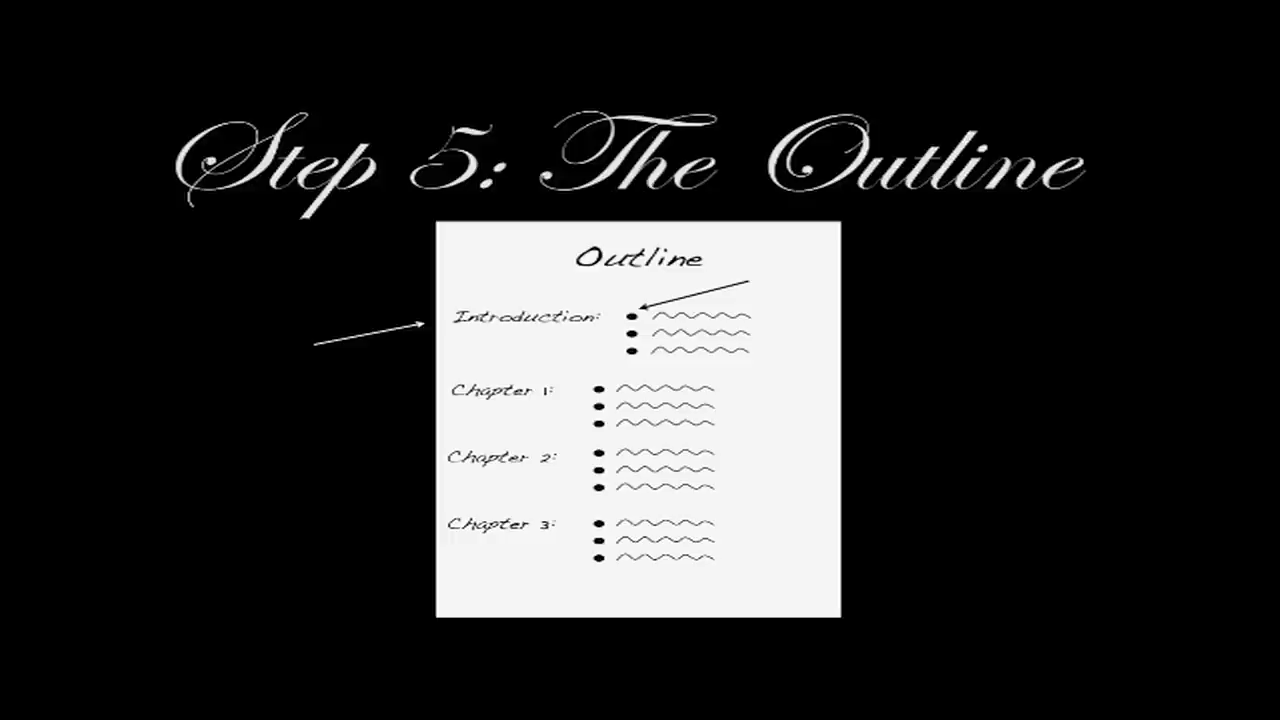 Step 5: The Outline
Outline
Introduction:
Chapter 1:
Chapter 2:
Chapter 3: